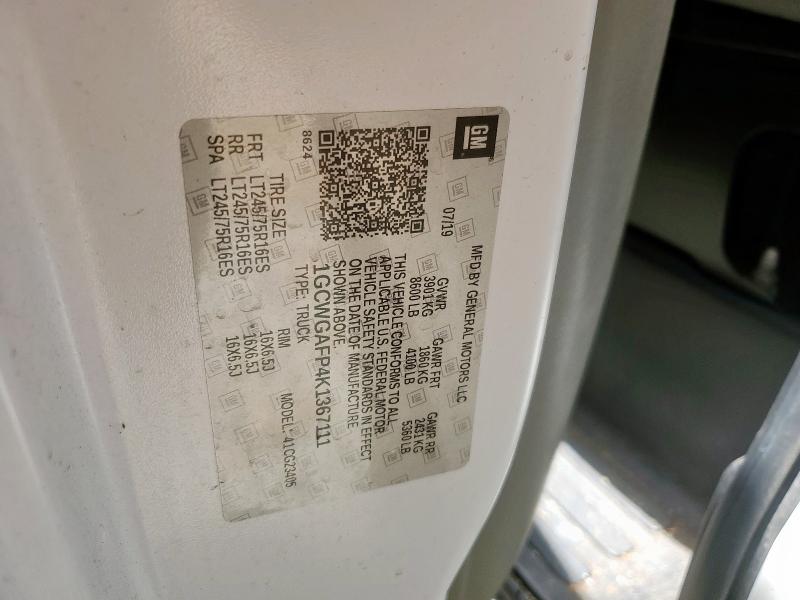 GM
MFD BY GENERAL MOTORS LLC
07/19
GVWR GAWR FRT GAWR RR
3901 KG 1860 KG 2431 KG
8600 LB 4100 LB 5360 LB
THIS VEHICLE CONFORMS TO ALL
APPLICABLE U.S. FEDERAL MOTOR
VEHICLE SAFETY STANDARDS IN EFFECT
ON THE DATE OF MANUFACTURE
SHOWN ABOVE.
1GCWGAFP4K1367111
TYPE: TRUCK
8624
MODEL: 41CG23405
TIRE SIZE RIM
FRT LT245/75R16ES 16X6.5J
RR LT245/75R16ES 16X6.5J
SPA LT245/75R16ES 16X6.5J